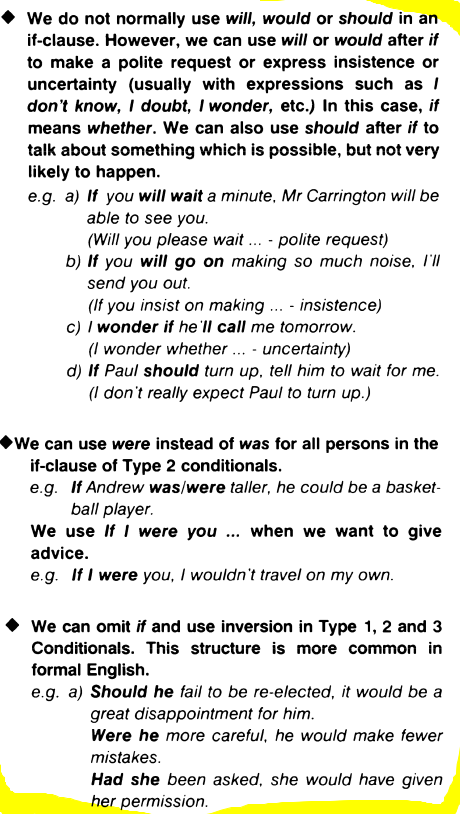 ◆ We do not normally use will, would or should in an
if-clause. However, we can use will or would after if
to make a polite request or express insistence or
uncertainty (usually with expressions such as I
don't know, I doubt, I wonder, etc.) In this case, if
means whether. We can also use should after if to
talk about something which is possible, but not very
likely to happen.
e.g. a) If you will wait a minute, Mr Carrington will be
able to see you.
(Will you please wait ... - polite request)
b) If you will go on making so much noise, I'll
send you out.
(If you insist on making ... - insistence)
c) I wonder if he'll call me tomorrow.
(I wonder whether ... - uncertainty)
d) If Paul should turn up, tell him to wait for me.
(I don't really expect Paul to turn up.)
◆We can use were instead of was for all persons in the
if-clause of Type 2 conditionals.
e.g. If Andrew was/were taller, he could be a basket-
ball player.
We use If I were you ... when we want to give
advice.
e.g. If I were you, I wouldn't travel on my own.
◆ We can omit if and use inversion in Type 1, 2 and 3
Conditionals. This structure is more common in
formal English.
e.g. a) Should he fail to be re-elected, it would be a
great disappointment for him.
Were he more careful, he would make fewer
mistakes.
Had she been asked, she would have given
her permission.